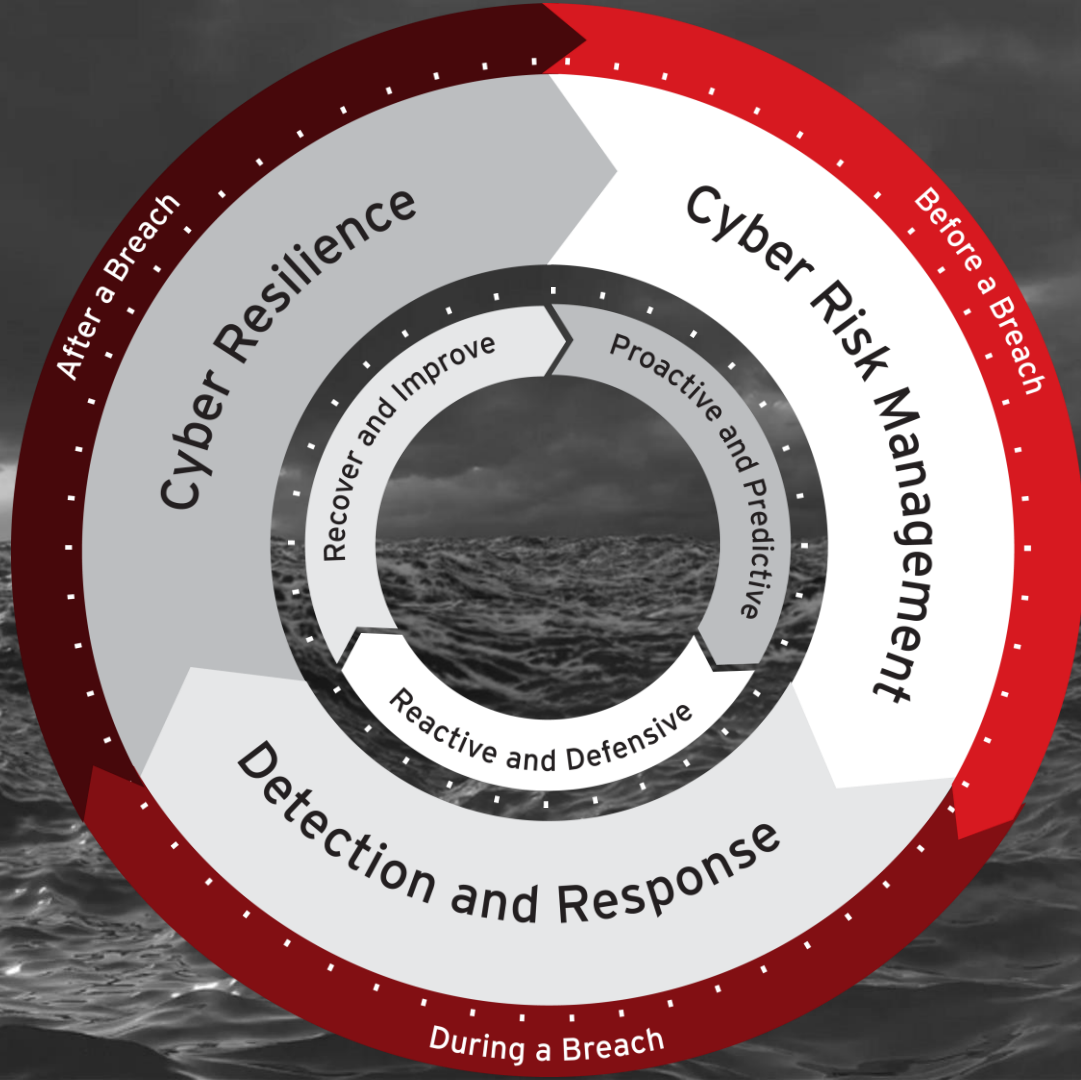 Before a Breach
Cyber Risk Management
Proactive and Predictive
During a Breach
Detection and Response
Reactive and Defensive
After a Breach
Cyber Resilience
Recover and Improve